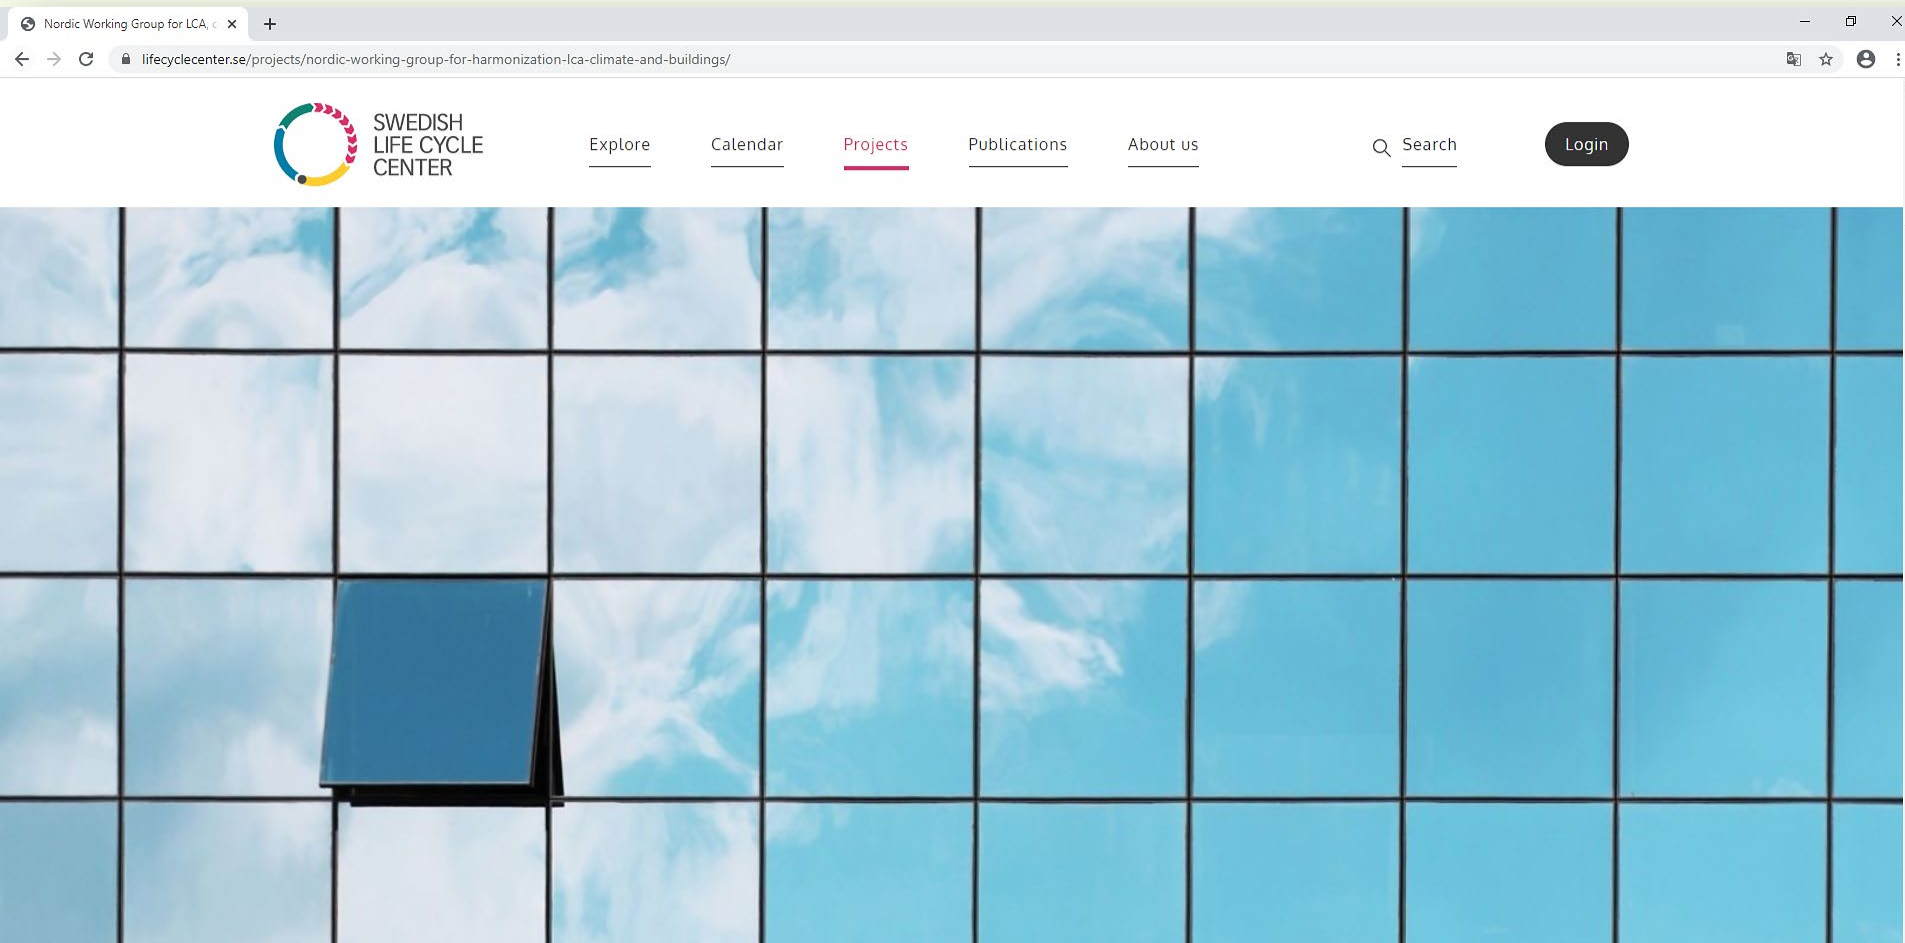 Nordic Working Group for LCA,
lifecyclecenter.se/projects/nordic-working-group-for-harmonization-lca-climate-and-buildings/
SWEDISH
LIFE CYCLE
CENTER
Explore
Calendar
Projects
Publications
About us
Search
Login